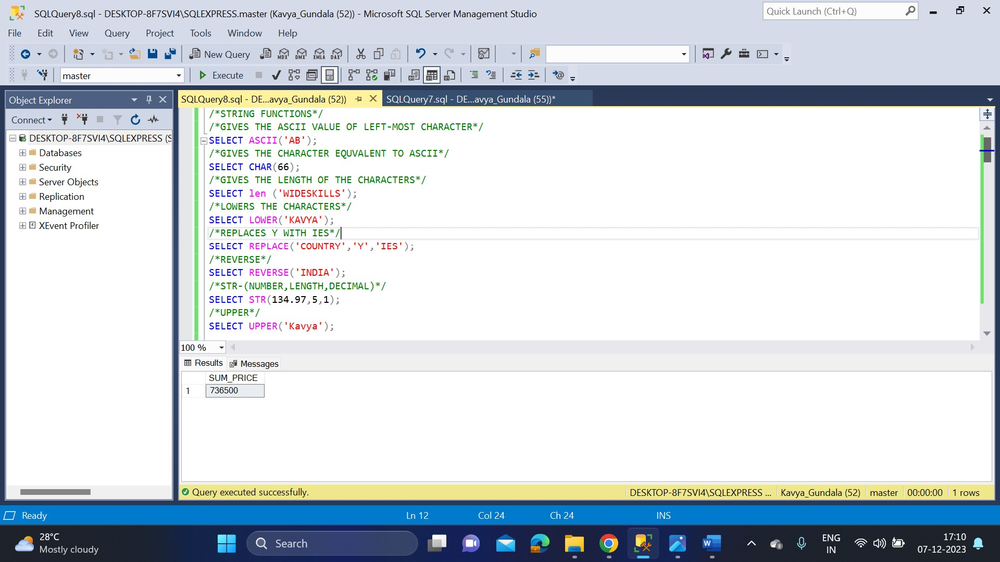 SQLQuery8.sql - DESKTOP-8F7SVI4\SQLEXPRESS.master (Kavya_Gundala (52)) - Microsoft SQL Server Management Studio
Quick Launch (Ctrl+Q)
File Edit View Query Project Tools Window Help
New Query
MDX DMX XMLA DAX
master
Execute
Object Explorer
SQLQuery8.sql - DE...avya_Gundala (52))
SQLQuery7.sql - DE...avya_Gundala (55))*
Connect
DESKTOP-8F7SVI4\SQLEXPRESS (S
Databases
Security
Server Objects
Replication
Management
XEvent Profiler
/*STRING FUNCTIONS*/
/*GIVES THE ASCII VALUE OF LEFT-MOST CHARACTER*/
SELECT ASCII('AB');
/*GIVES THE CHARACTER EQUVALENT TO ASCII*/
SELECT CHAR(66);
/*GIVES THE LENGTH OF THE CHARACTERS*/
SELECT len ('WIDESKILLS');
/*LOWERS THE CHARACTERS*/
SELECT LOWER('KAVYA');
/*REPLACES Y WITH IES*/
SELECT REPLACE('COUNTRY','Y','IES');
/*REVERSE*/
SELECT REVERSE('INDIA');
/*STR-(NUMBER,LENGTH,DECIMAL)*/
SELECT STR(134.97,5,1);
/*UPPER*/
SELECT UPPER('Kavya');
100 %
Results Messages
SUM_PRICE
1 736500
Query executed successfully.
DESKTOP-8F7SVI4\SQLEXPRESS ... Kavya_Gundala (52) master 00:00:00 1 rows
Ready
Ln 12 Col 24 Ch 24 INS
28°C
Mostly cloudy
Search
W
ENG
IN
17:10
07-12-2023